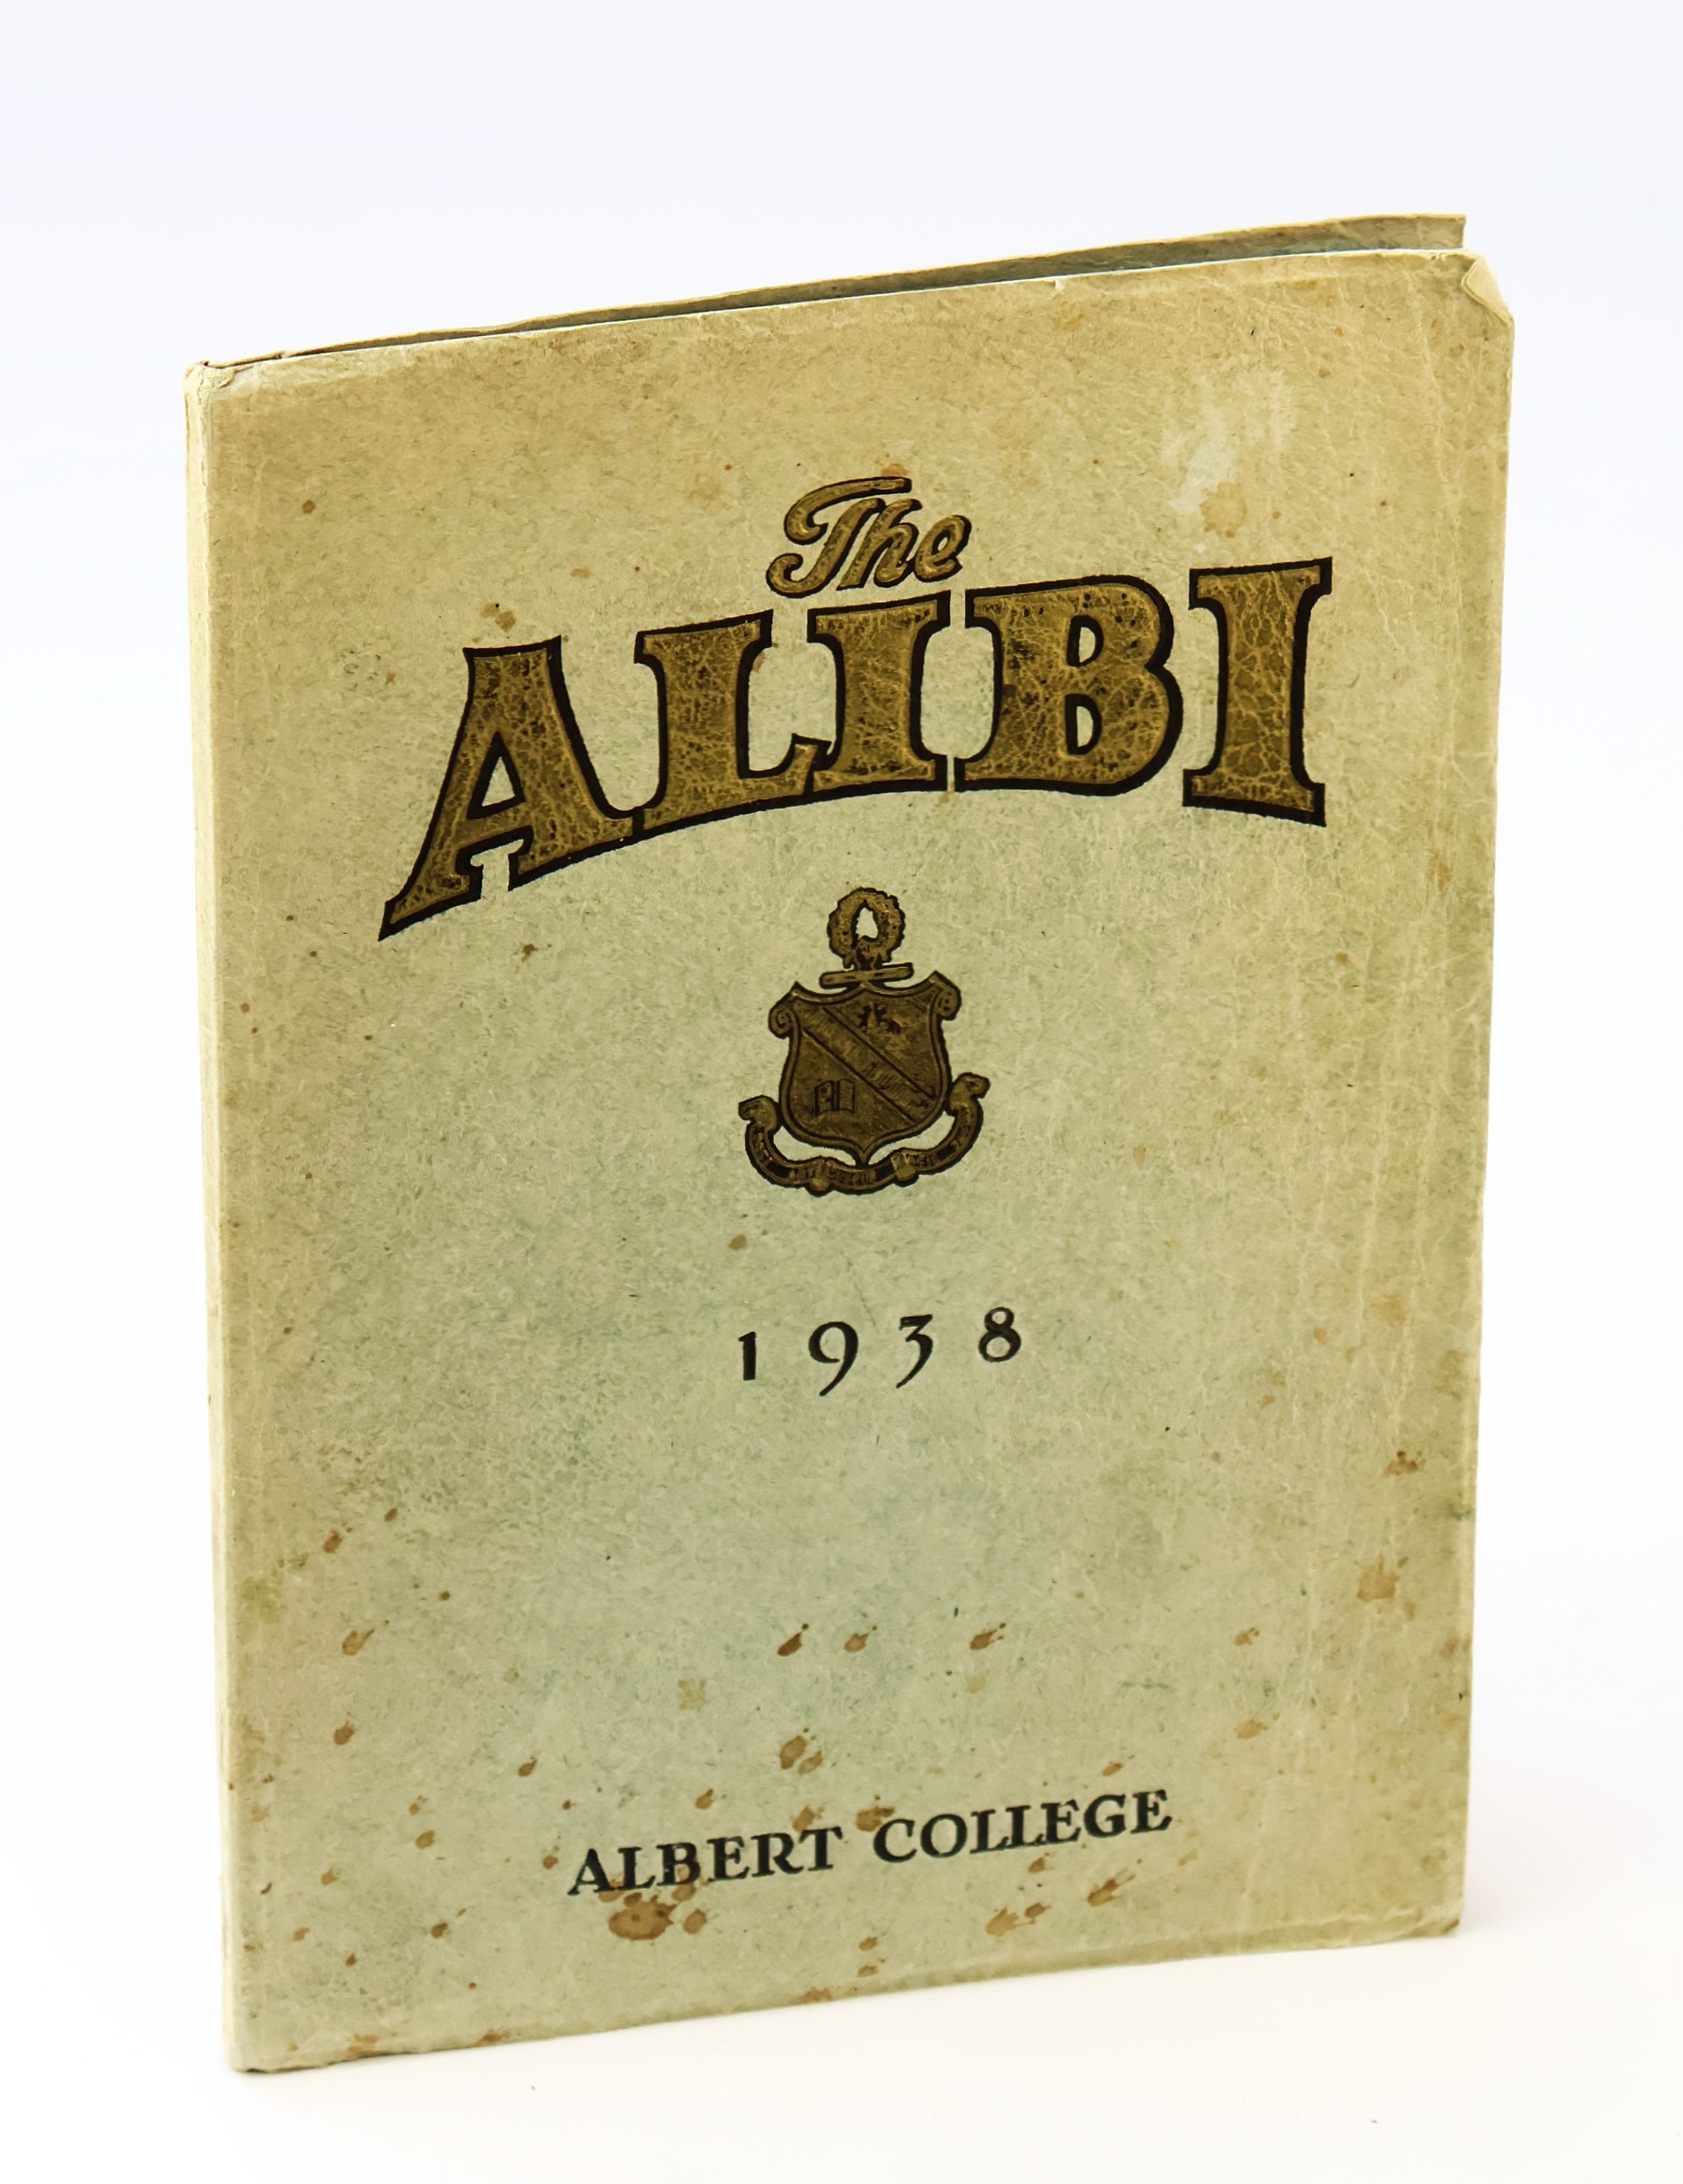 The
ALIBI
1938
ALBERT COLLEGE